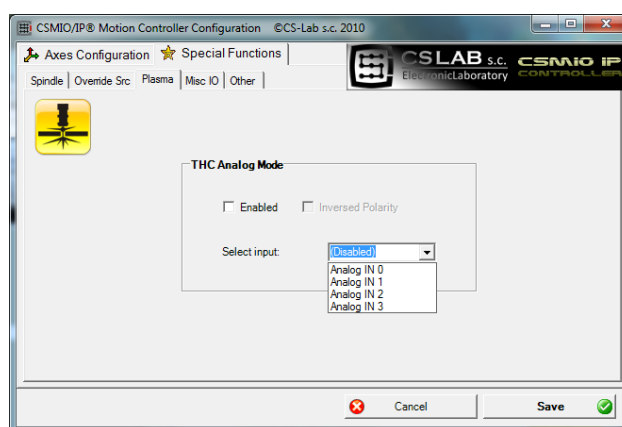 CSMIO/IP® Motion Controller Configuration ©CS-Lab s.c. 2010
Axes Configuration Special Functions
CSLAB s.c.
ElectronicLaboratory
CSMIO IP
CONTROLLER
Spindle Override Src Plasma Misc IO Other
THC Analog Mode
Enabled Inversed Polarity
Select input: (Disabled)
Analog IN 0
Analog IN 1
Analog IN 2
Analog IN 3
Cancel Save